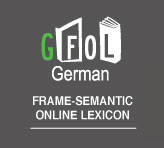 GFOL
German
FRAME-SEMANTIC
ONLINE LEXICON